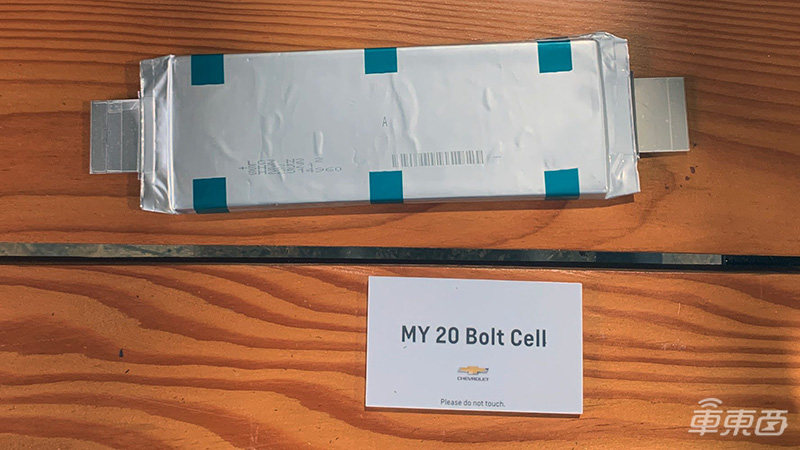 A
MY 20 Bolt Cell
CHEVROLET
Please do not touch.
车东西